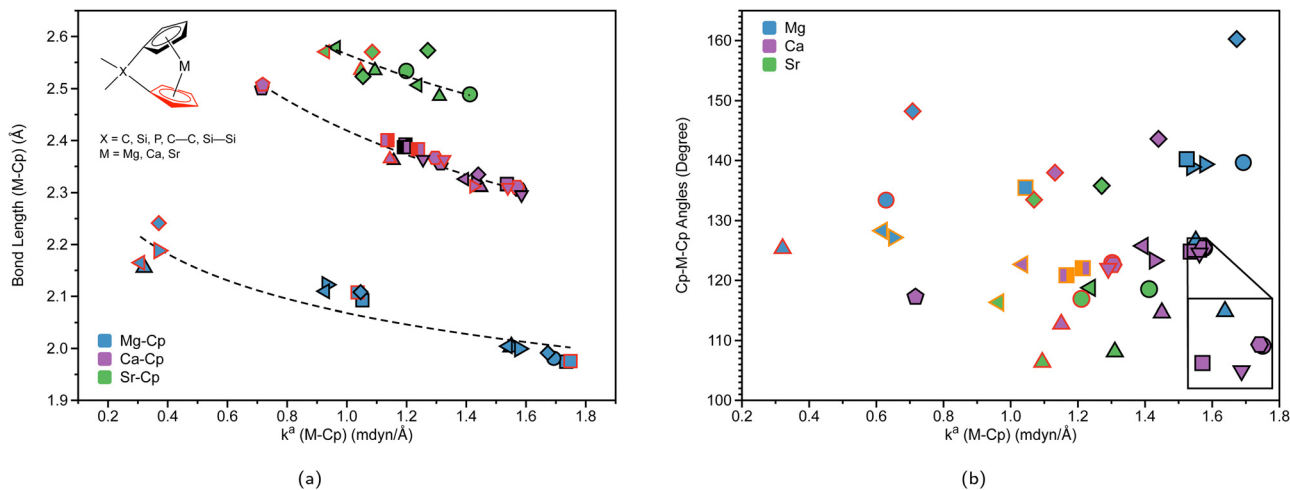 2.6
2.5
2.4
2.3
2.2
2.1
2.0
1.9
Bond Length (M-Cp) (Å)
X
M
X = C, Si, P, C—C, Si—Si
M = Mg, Ca, Sr
Mg-Cp
Ca-Cp
Sr-Cp
0.2 0.4 0.6 0.8 1.0 1.2 1.4 1.6 1.8
kᵃ (M-Cp) (mdyn/Å)
(a)
160
150
140
130
120
110
100
Cp-M-Cp Angles (Degree)
Mg
Ca
Sr
0.2 0.4 0.6 0.8 1.0 1.2 1.4 1.6 1.8
kᵃ (M-Cp) (mdyn/Å)
(b)